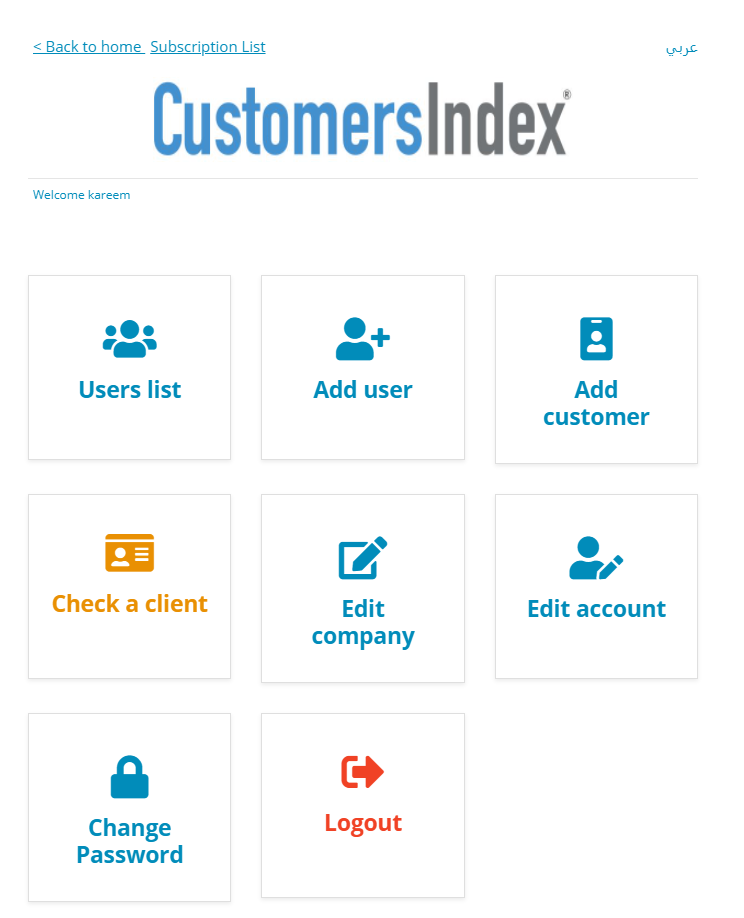 < Back to home Subscription List عربي
CustomersIndex®
Welcome kareem
Users list
Add user
Add
customer
Check a client
Edit
company
Edit account
Change
Password
Logout